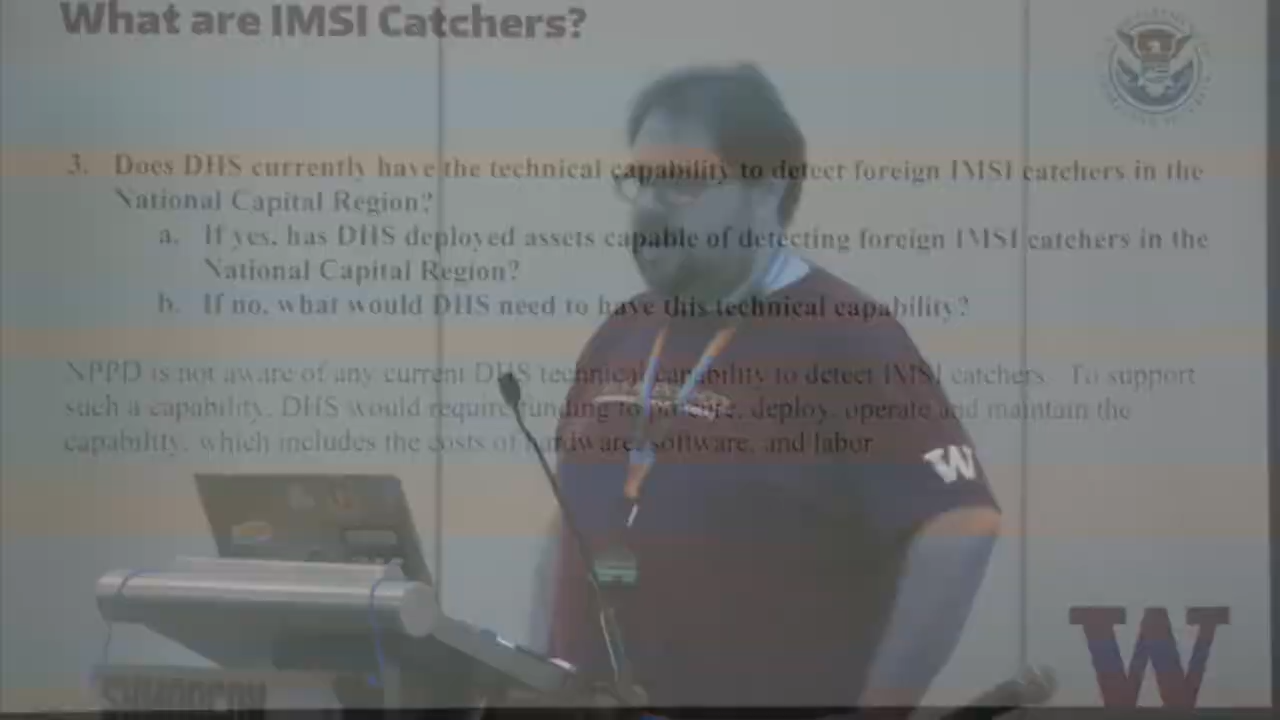 What are IMSI Catchers?
3. Does DHS currently have the technical capability to detect foreign IMSI catchers in the
National Capital Region?
a. If yes, has DHS deployed assets capable of detecting foreign IMSI catchers in the
National Capital Region?
b. If no, what would DHS need to have this technical capability?
NPPD is not aware of any current DHS technical capability to detect IMSI catchers. To support
such a capability, DHS would require funding to procure, deploy, operate and maintain the
capability, which includes the costs of hardware, software, and labor
W
W